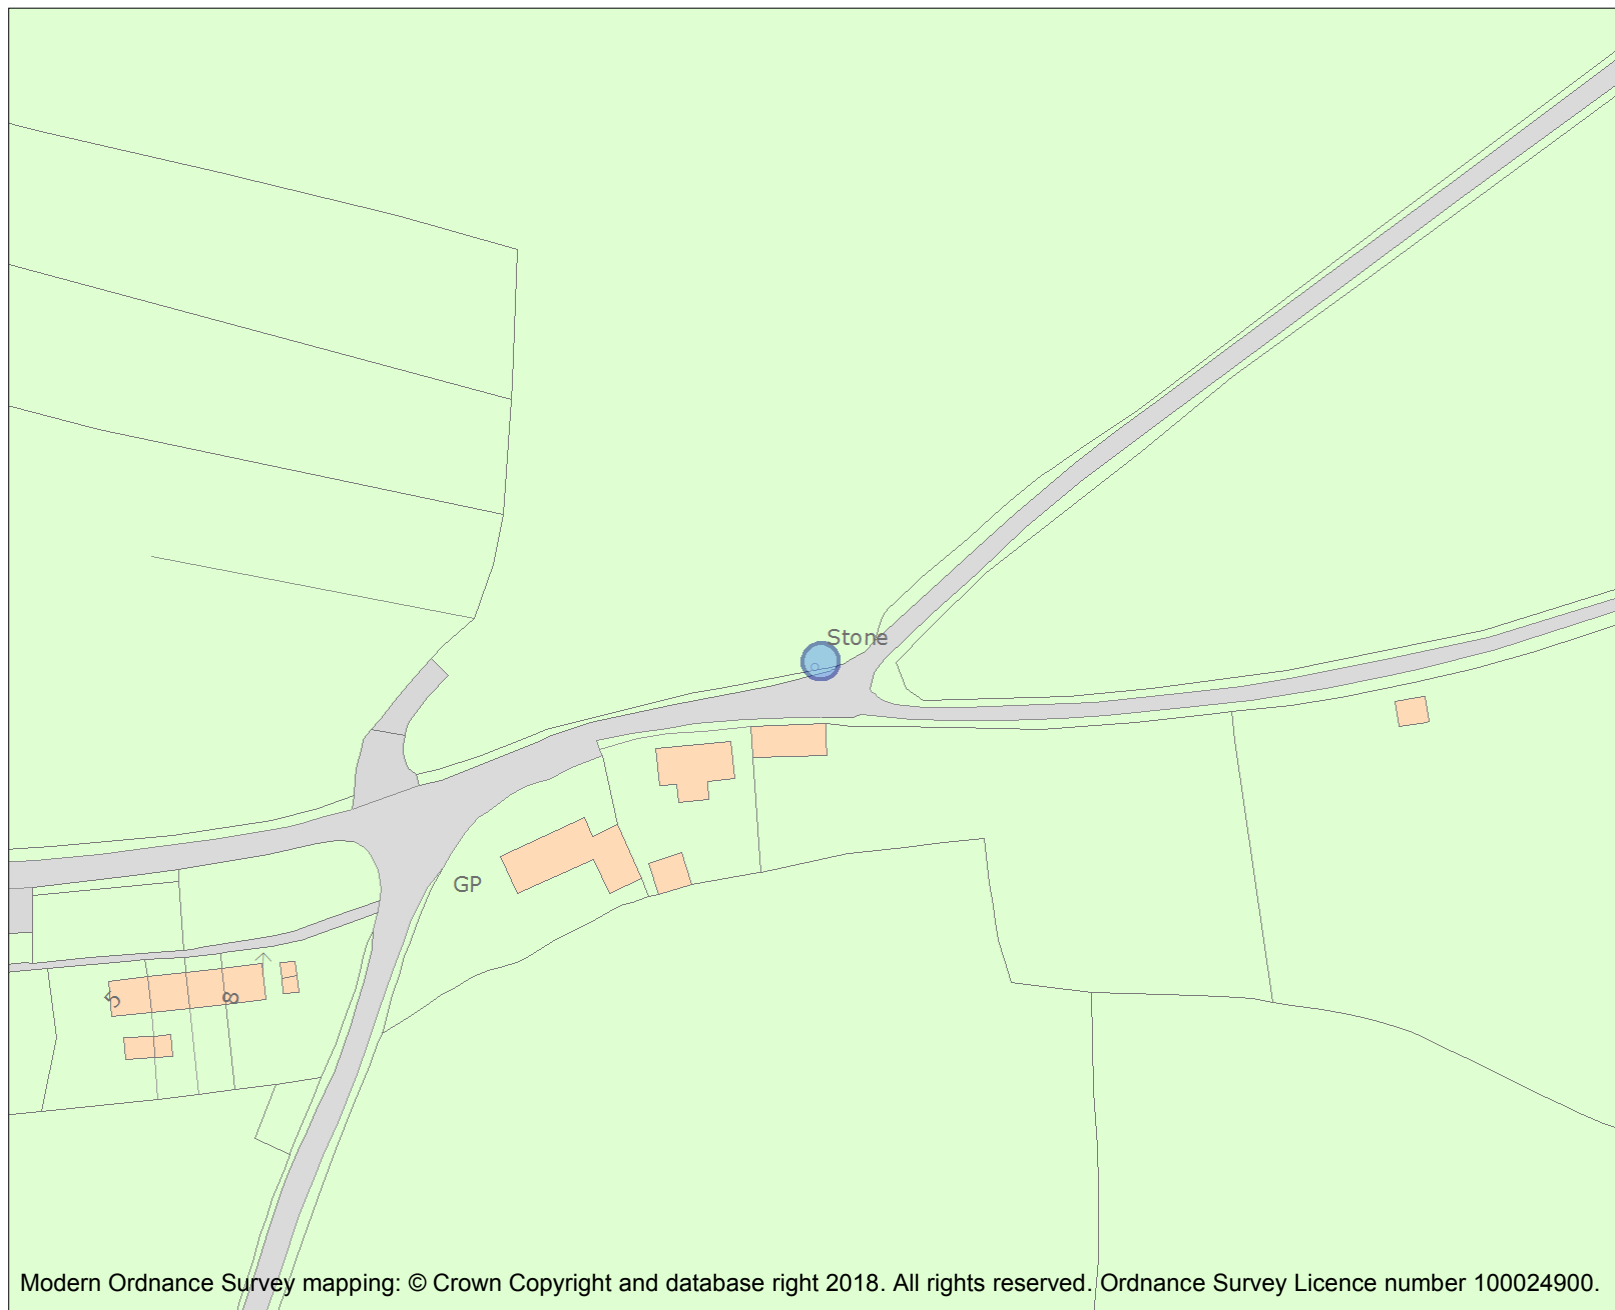 Stone
GP
5
8
Modern Ordnance Survey mapping: © Crown Copyright and database right 2018. All rights reserved. Ordnance Survey Licence number 100024900.